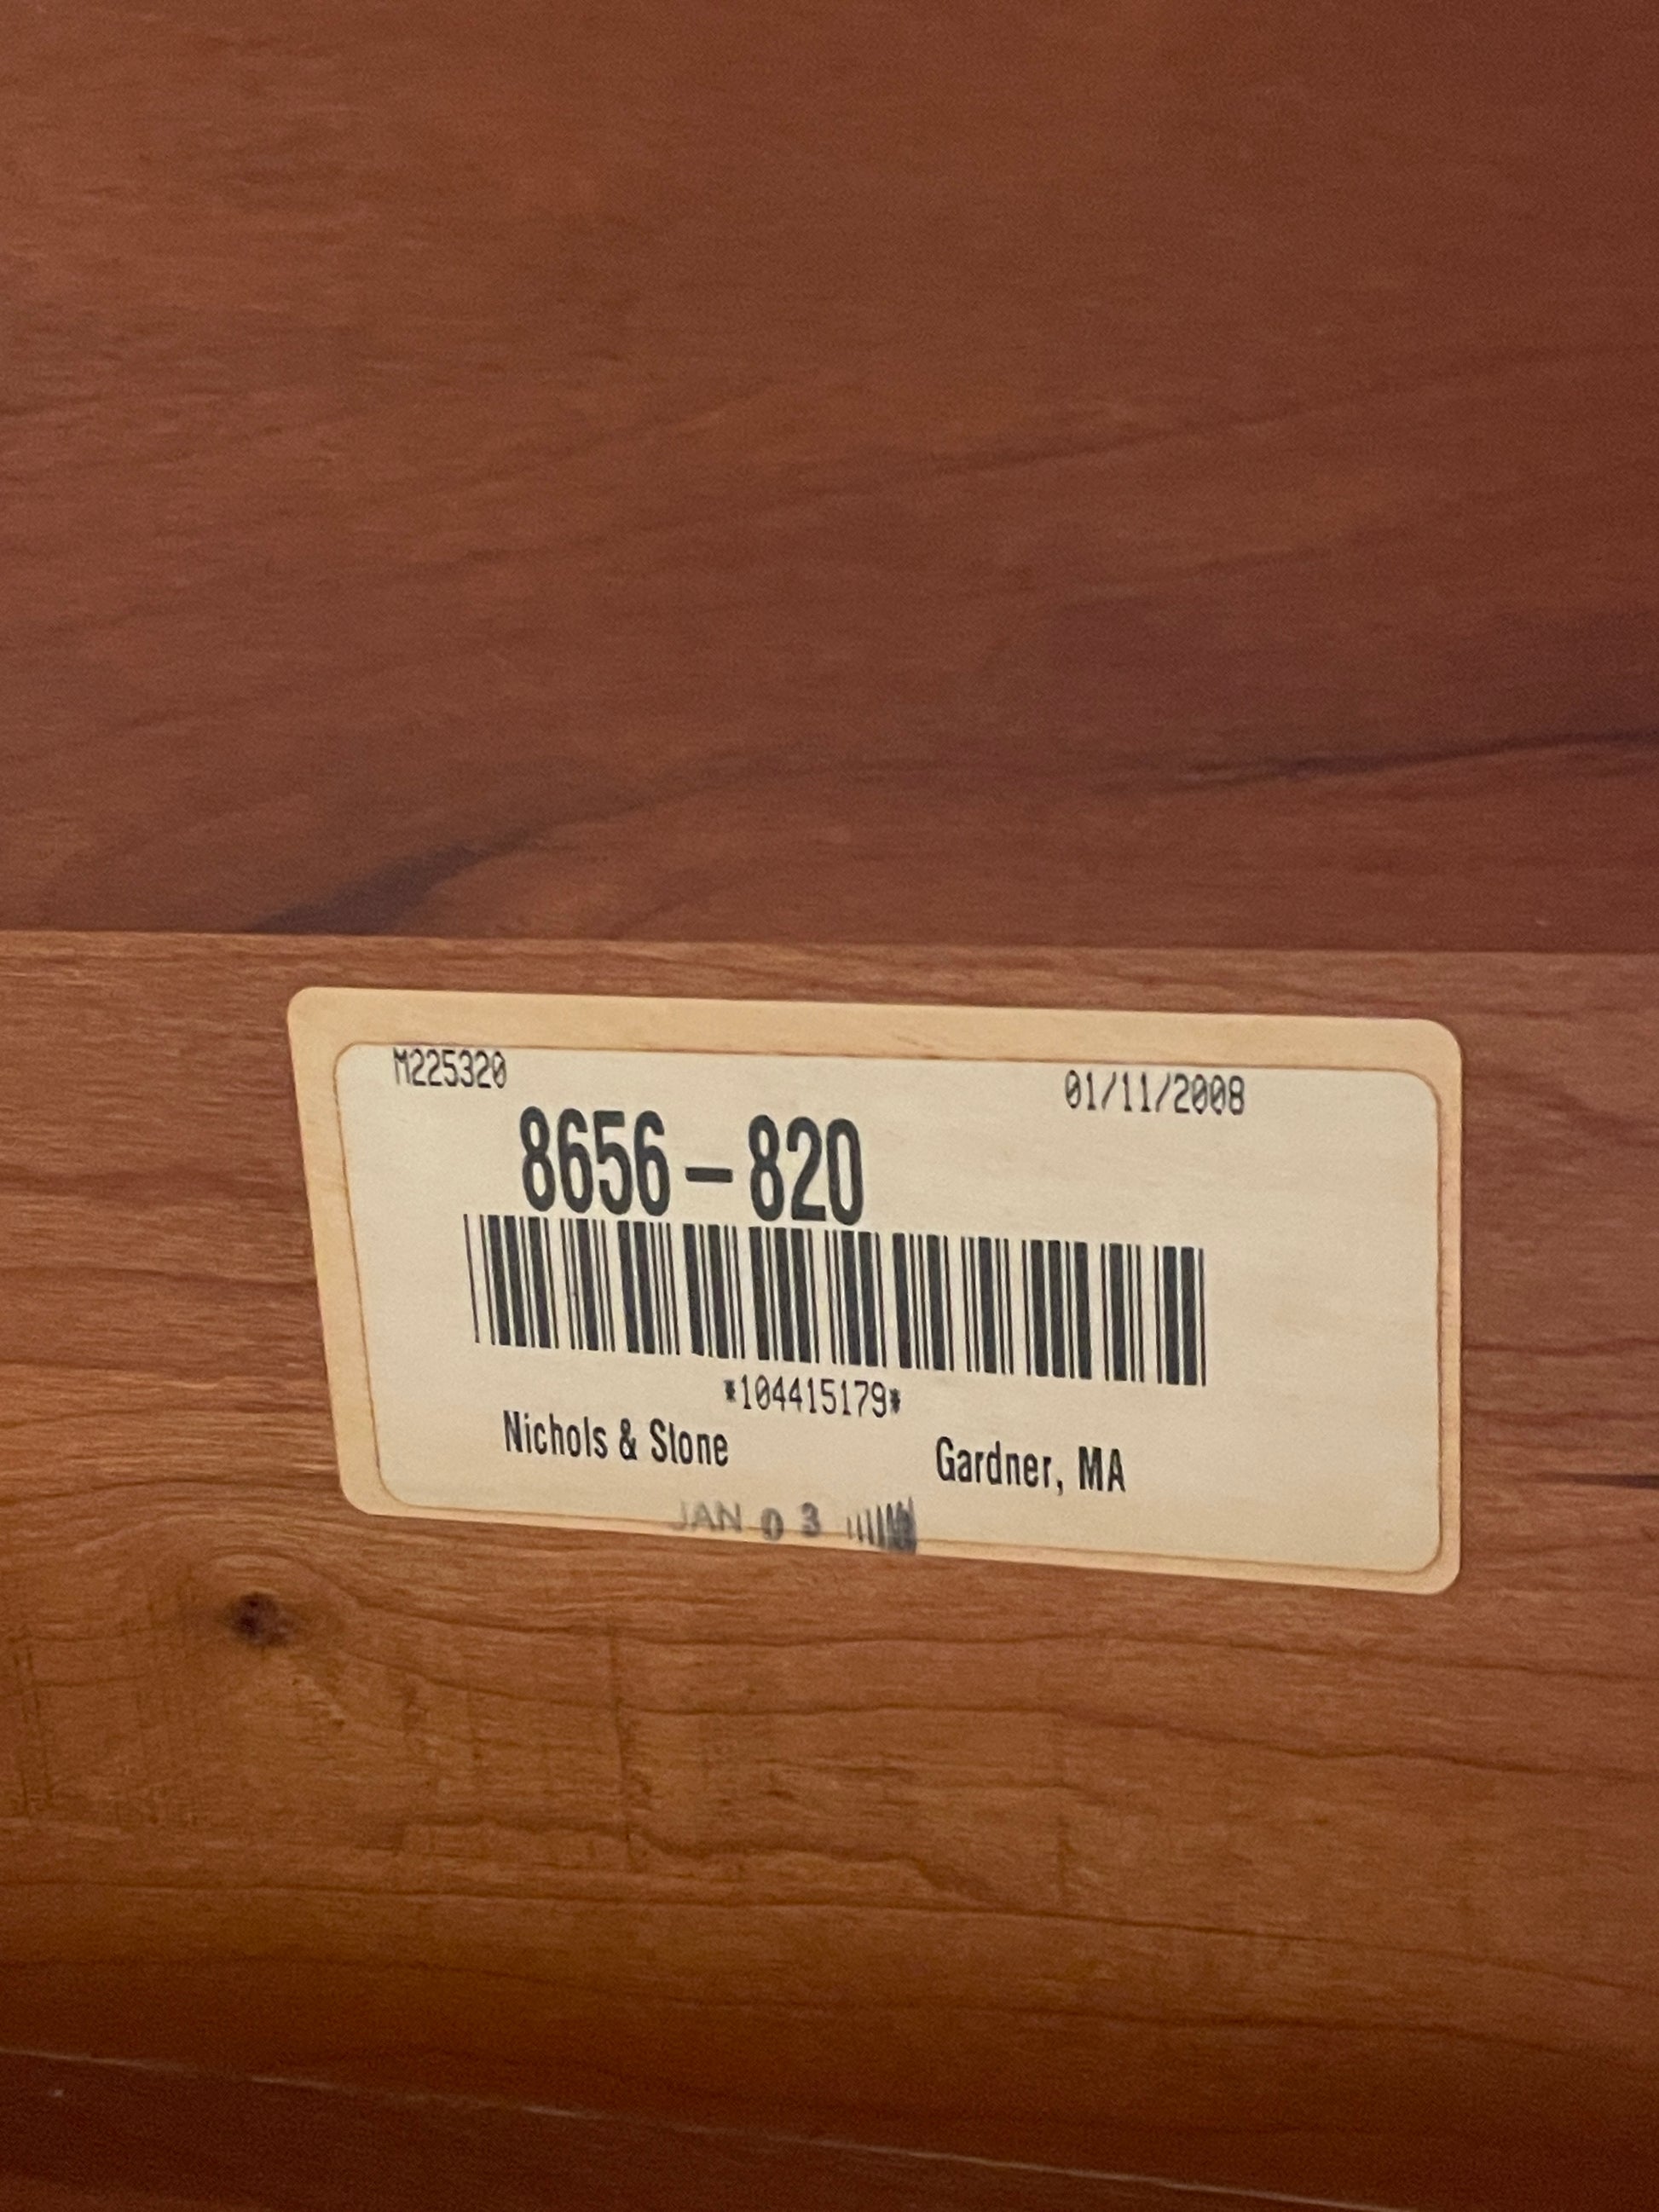 M225320 01/11/2008
8656-820
*104415179*
Nichols & Stone Gardner, MA
JAN 03